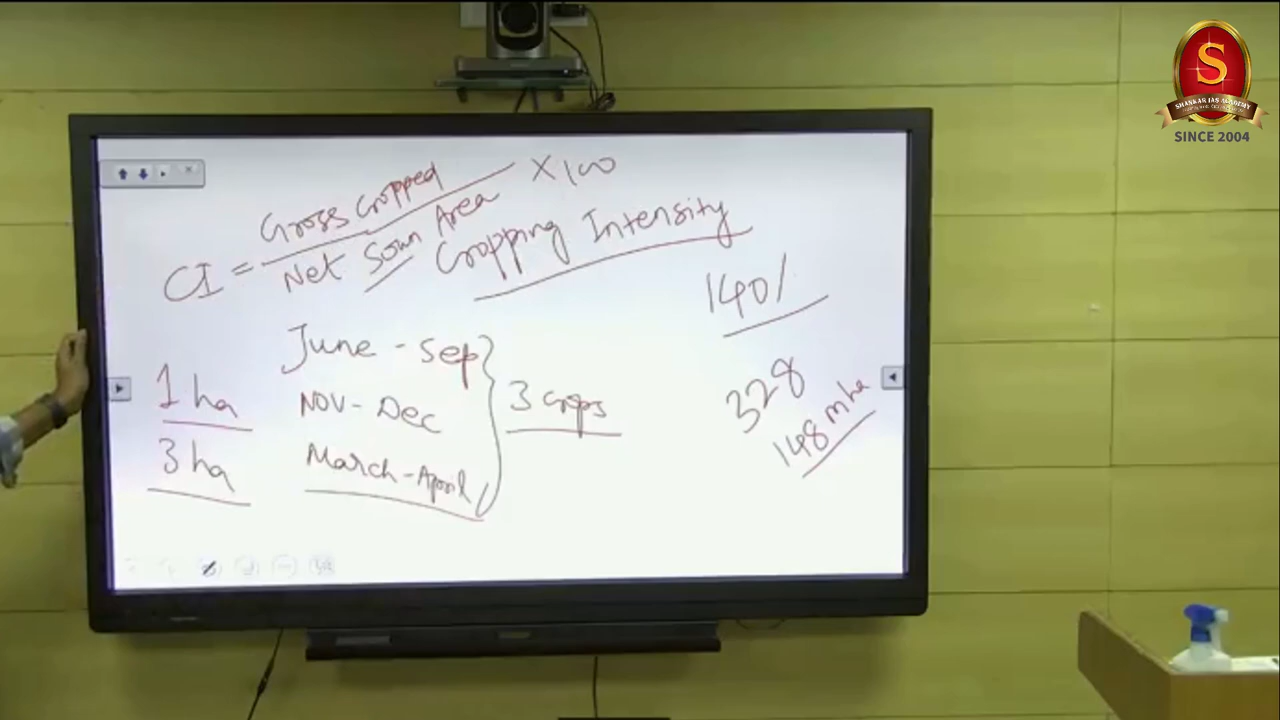 S
SHANKAR IAS ACADEMY
SINCE 2004
CI = Gross Cropped / Net Sown Area X 100
Cropping Intensity
140%
June - Sep
1 ha
Nov - Dec
3 crops
3 ha
March - April
328
148 m ha